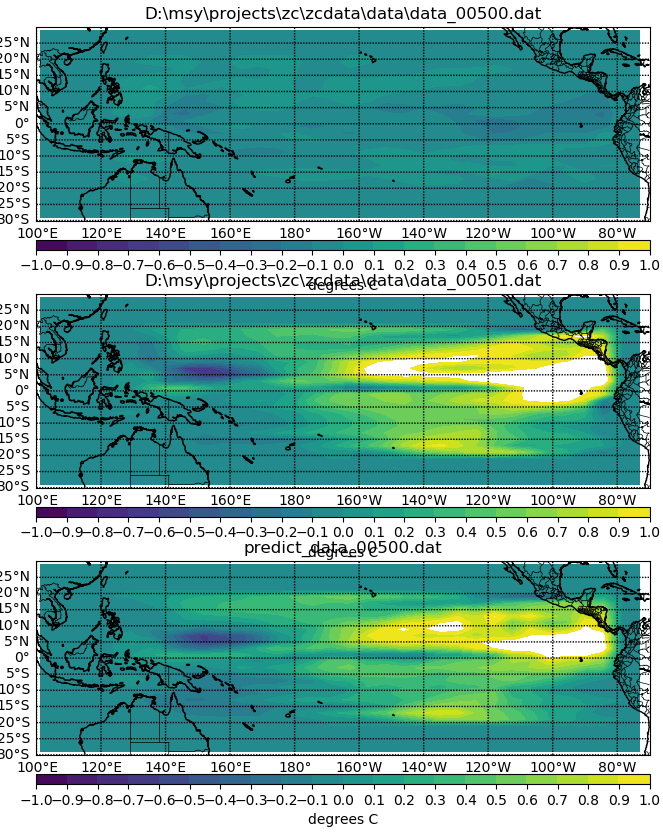 D:\msy\projects\zc\zcdata\data\data_00500.dat
25°N
20°N
15°N
10°N
5°N
0°
5°S
10°S
15°S
20°S
30°S
100°E 120°E 140°E 160°E 180° 160°W 140°W 120°W 100°W 80°W
−1.0 −0.9 −0.8 −0.7 −0.6 −0.5 −0.4 −0.3 −0.2 −0.1 0.0 0.1 0.2 0.3 0.4 0.5 0.6 0.7 0.8 0.9 1.0
degrees C
D:\msy\projects\zc\zcdata\data\data_00501.dat
25°N
20°N
15°N
10°N
5°N
0°
5°S
10°S
15°S
20°S
30°S
100°E 120°E 140°E 160°E 180° 160°W 140°W 120°W 100°W 80°W
−1.0 −0.9 −0.8 −0.7 −0.6 −0.5 −0.4 −0.3 −0.2 −0.1 0.0 0.1 0.2 0.3 0.4 0.5 0.6 0.7 0.8 0.9 1.0
degrees C
predict_data_00500.dat
25°N
20°N
15°N
10°N
5°N
0°
5°S
10°S
15°S
20°S
30°S
100°E 120°E 140°E 160°E 180° 160°W 140°W 120°W 100°W 80°W
−1.0 −0.9 −0.8 −0.7 −0.6 −0.5 −0.4 −0.3 −0.2 −0.1 0.0 0.1 0.2 0.3 0.4 0.5 0.6 0.7 0.8 0.9 1.0
degrees C